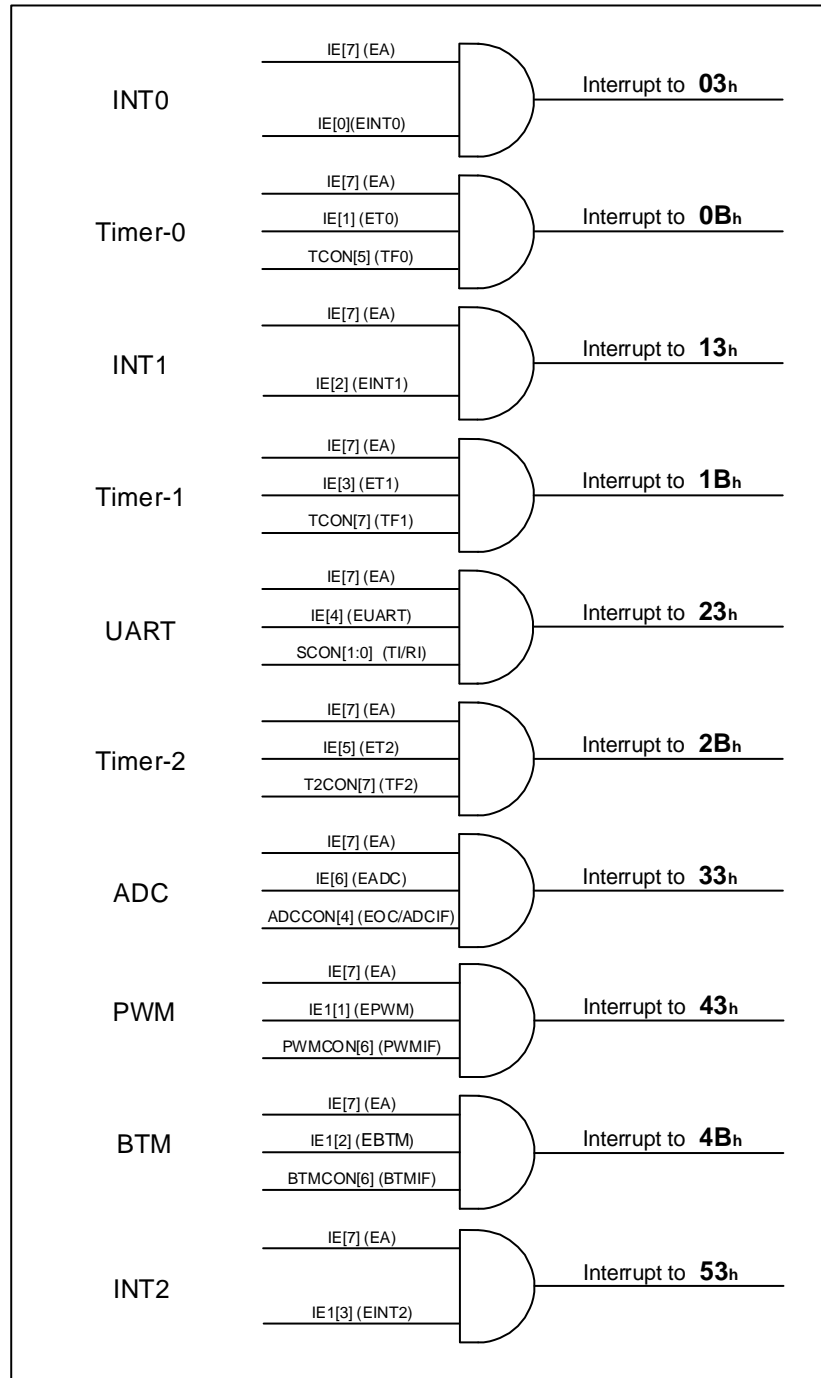 IE[7] (EA)
INT0
Interrupt to 03h
IE[0](EINT0)
IE[7] (EA)
Timer-0
IE[1] (ET0)
Interrupt to 0Bh
TCON[5] (TF0)
IE[7] (EA)
INT1
Interrupt to 13h
IE[2] (EINT1)
IE[7] (EA)
Timer-1
IE[3] (ET1)
Interrupt to 1Bh
TCON[7] (TF1)
IE[7] (EA)
UART
IE[4] (EUART)
Interrupt to 23h
SCON[1:0] (TI/RI)
IE[7] (EA)
Timer-2
IE[5] (ET2)
Interrupt to 2Bh
T2CON[7] (TF2)
IE[7] (EA)
ADC
IE[6] (EADC)
Interrupt to 33h
ADCCON[4] (EOC/ADCIF)
IE[7] (EA)
PWM
IE1[1] (EPWM)
Interrupt to 43h
PWMCON[6] (PWMIF)
IE[7] (EA)
BTM
IE1[2] (EBTM)
Interrupt to 4Bh
BTMCON[6] (BTMIF)
IE[7] (EA)
INT2
Interrupt to 53h
IE1[3] (EINT2)